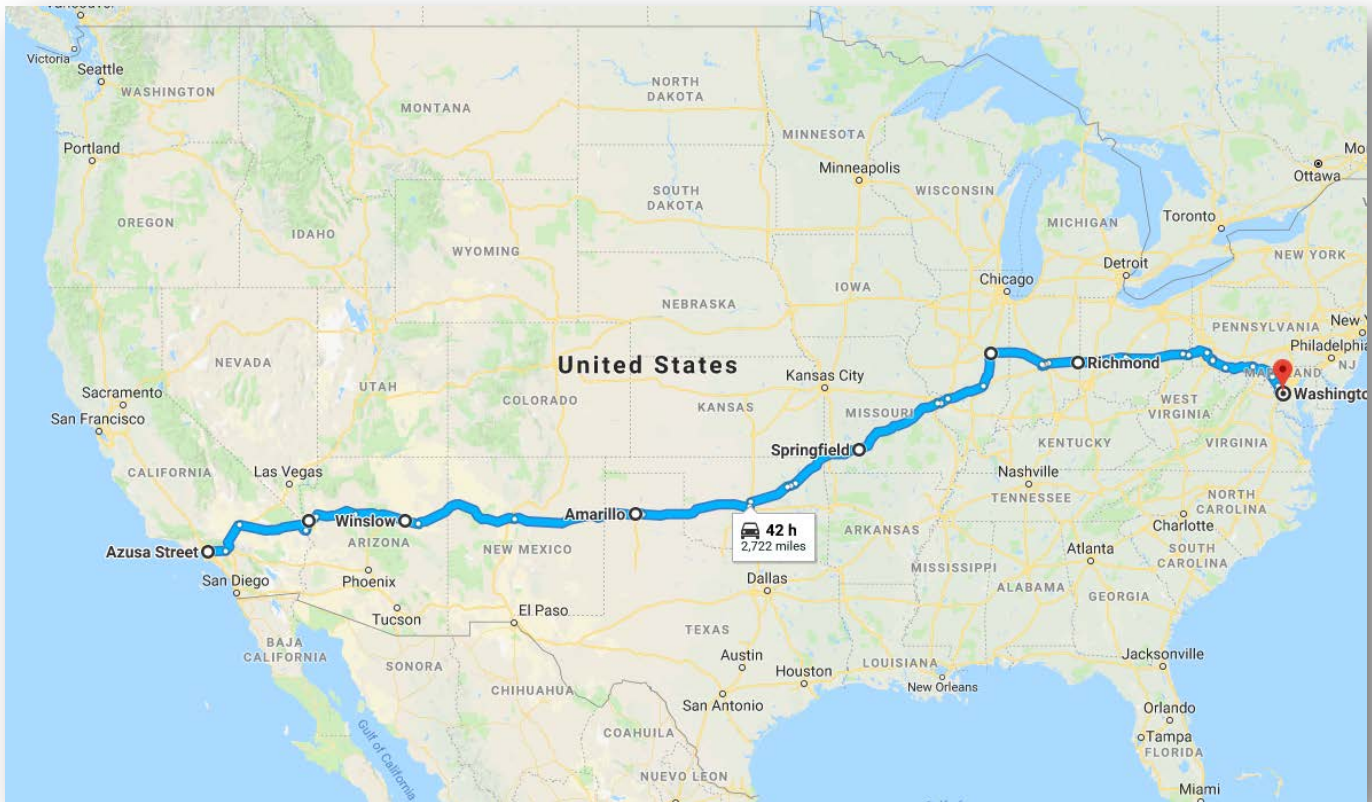 Vancouver
Victoria
Seattle
WASHINGTON
Portland
OREGON
IDAHO
MONTANA
NORTH
DAKOTA
SOUTH
DAKOTA
MINNESOTA
Minneapolis
WISCONSIN
MICHIGAN
Ottawa
Toronto
NEW YORK
WYOMING
NEBRASKA
IOWA
Chicago
Detroit
NEVADA
UTAH
COLORADO
United States
KANSAS
Kansas City
MISSOURI
Richmond
PENNSYLVANIA
New Y
Philadelphia
MARYLAND
NJ
Washingto
Sacramento
San Francisco
CALIFORNIA
Las Vegas
Springfield
WEST
VIRGINIA
VIRGINIA
KENTUCKY
Nashville
TENNESSEE
NORTH
CAROLINA
Charlotte
Azusa Street
Winslow
ARIZONA
Amarillo
NEW MEXICO
42 h
2,722 miles
ARKANSAS
MISSISSIPPI
Atlanta
SOUTH
CAROLINA
ALABAMA
GEORGIA
San Diego
Phoenix
Tucson
El Paso
Dallas
TEXAS
BAJA
CALIFORNIA
SONORA
CHIHUAHUA
Austin
Houston
San Antonio
LOUISIANA
New Orleans
Jacksonville
Gulf of California
COAHUILA
NUEVO LEON
Orlando
Tampa
FLORIDA
Miami